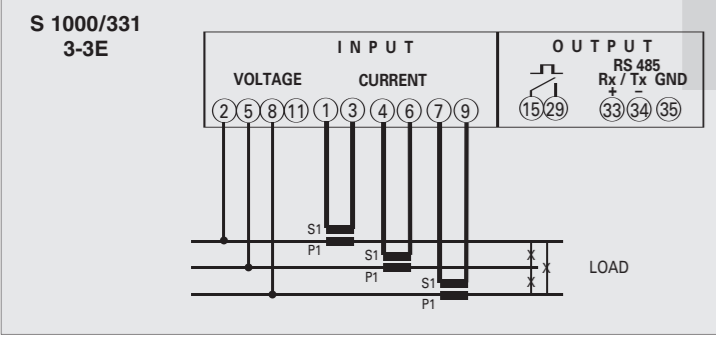 S 1000/331
3-3E
INPUT
OUTPUT
VOLTAGE
CURRENT
RS 485
Rx / Tx GND
+ –
2 5 8 11 1 3 4 6 7 9
15 29 33 34 35
S1
P1
S1
P1
S1
P1
X
X
X
LOAD